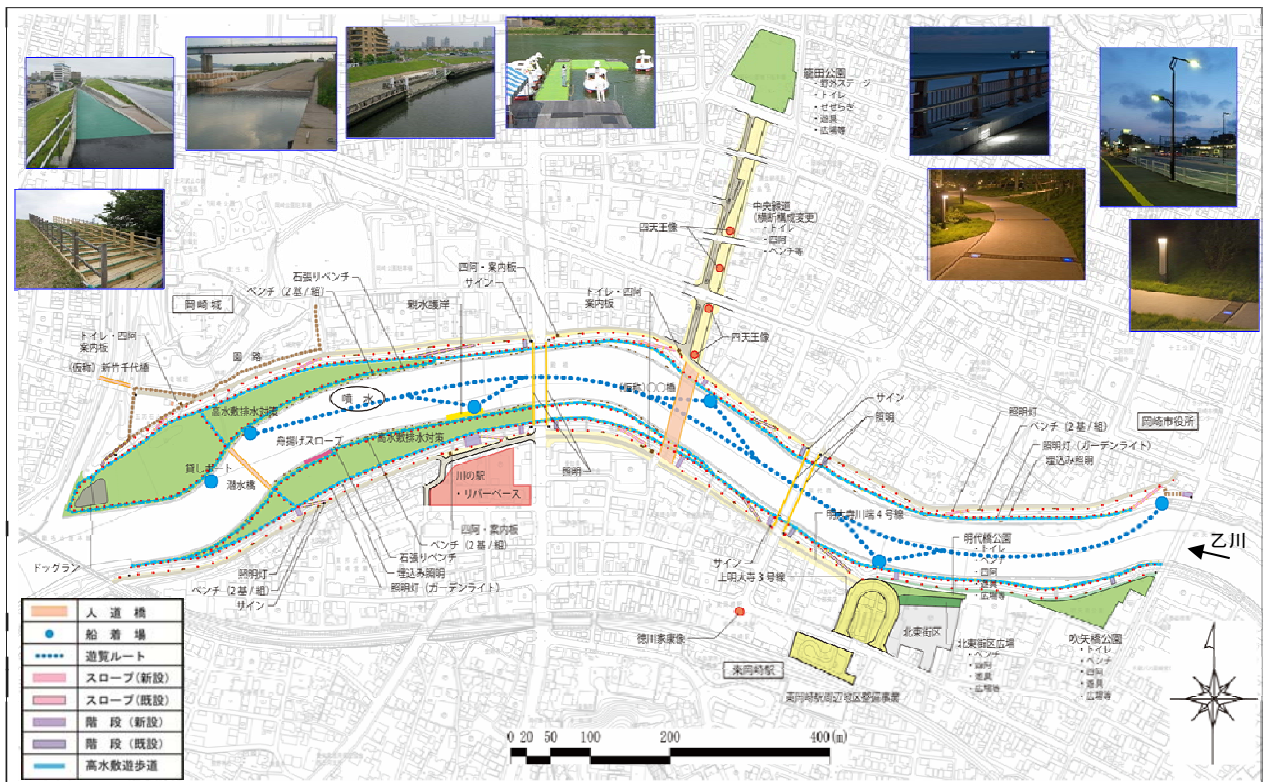 籠田公園
・野外ステージ
・トイレ
・せせらぎ
・遊具
・広場等
中央緑道
(横断構成変更)
・トイレ
・四阿
・ベンチ等
四天王像
四天王像
石張りベンチ
ベンチ(2基/組)
四阿・案内板
サイン
トイレ・四阿
案内板
親水護岸
岡崎城
トイレ・四阿
案内板
園路
(仮称)新竹千代橋
噴水
高水敷排水対策
高水敷排水対策
舟揚げスロープ
貸しボート
潜水橋
(仮称)〇〇橋
サイン
照明
照明灯
ベンチ(2基/組)
照明灯(ガーデンライト)
埋込み照明
岡崎市役所
川の駅
・リバーベース
照明
四阿・案内板
ベンチ(2基/組)
石張りベンチ
埋込み照明
照明灯(ガーデンライト)
ドッグラン
照明灯
ベンチ(2基/組)
サイン
明大寺川端4号線
サイン
上明大寺3号線
明代橋公園
・トイレ
・ベンチ
・四阿
・遊具
・広場等
乙川
徳川家康像
東岡崎駅
東岡崎駅周辺地区整備事業
北東街区
北東街区広場
・ベンチ
・四阿
・遊具
・広場等
吹矢橋公園
・トイレ
・ベンチ
・四阿
・遊具
・広場等
人道橋
船着場
遊覧ルート
スロープ(新設)
スロープ(既設)
階段(新設)
階段(既設)
高水敷遊歩道
0 20 50 100 200 400(m)